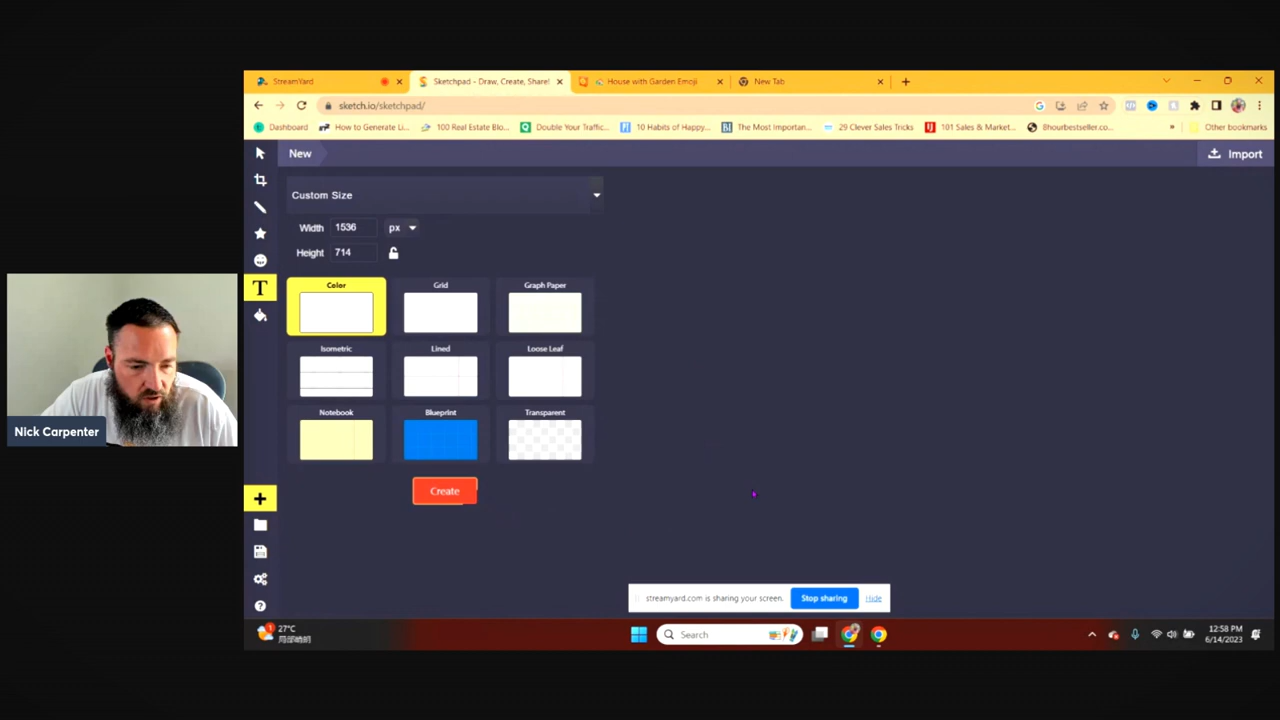 StreamYard
Sketchpad - Draw, Create, Share!
House with Garden Emoji
New Tab
sketch.io/sketchpad/
Dashboard
How to Generate Li...
100 Real Estate Blo...
Double Your Traffic...
10 Habits of Happy...
The Most Importan...
29 Clever Sales Tricks
101 Sales & Market...
8hourbestseller.co...
»
Other bookmarks
New
Import
Custom Size
Width 1536 px
Height 714
Color
Grid
Graph Paper
T
Isometric
Lined
Loose Leaf
Notebook
Blueprint
Transparent
Nick Carpenter
Create
streamyard.com is sharing your screen.
Stop sharing
Hide
27°C
Search
12:58 PM
6/14/2023